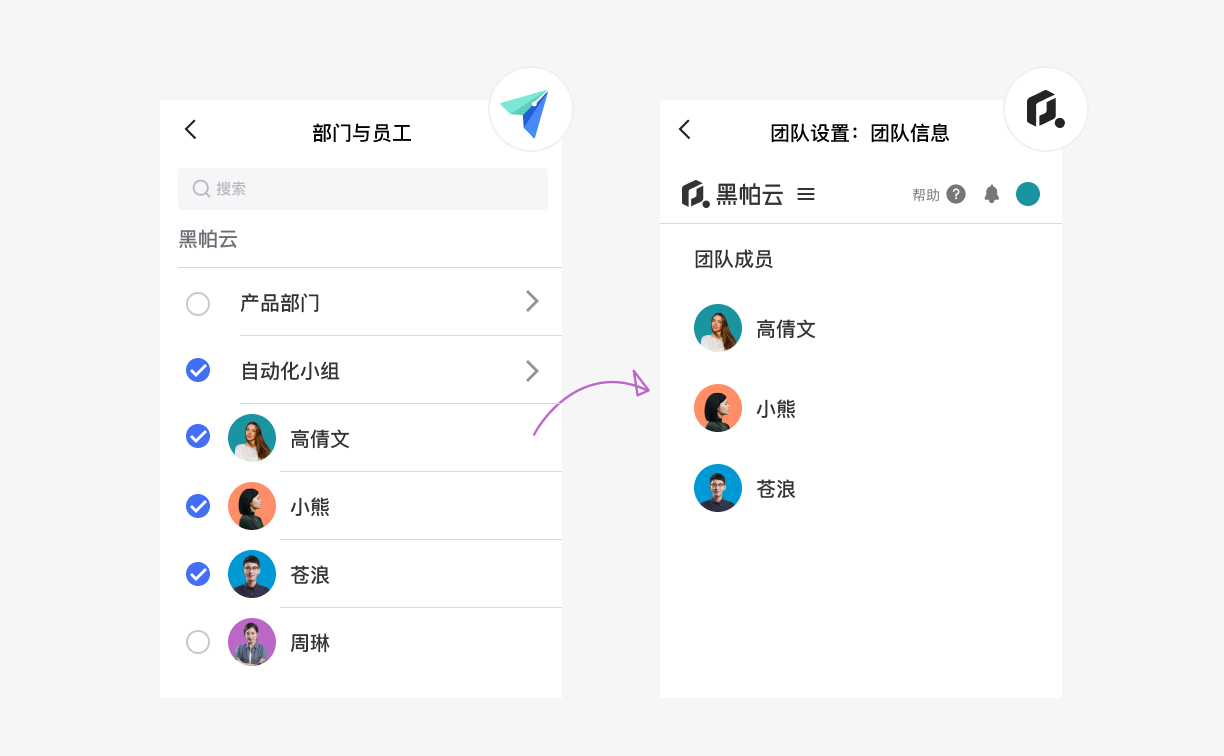 部门与员工
搜索
黑帕云
产品部门
自动化小组
高倩文
小熊
苍浪
周琳
团队设置：团队信息
黑帕云
帮助 ?
团队成员
高倩文
小熊
苍浪